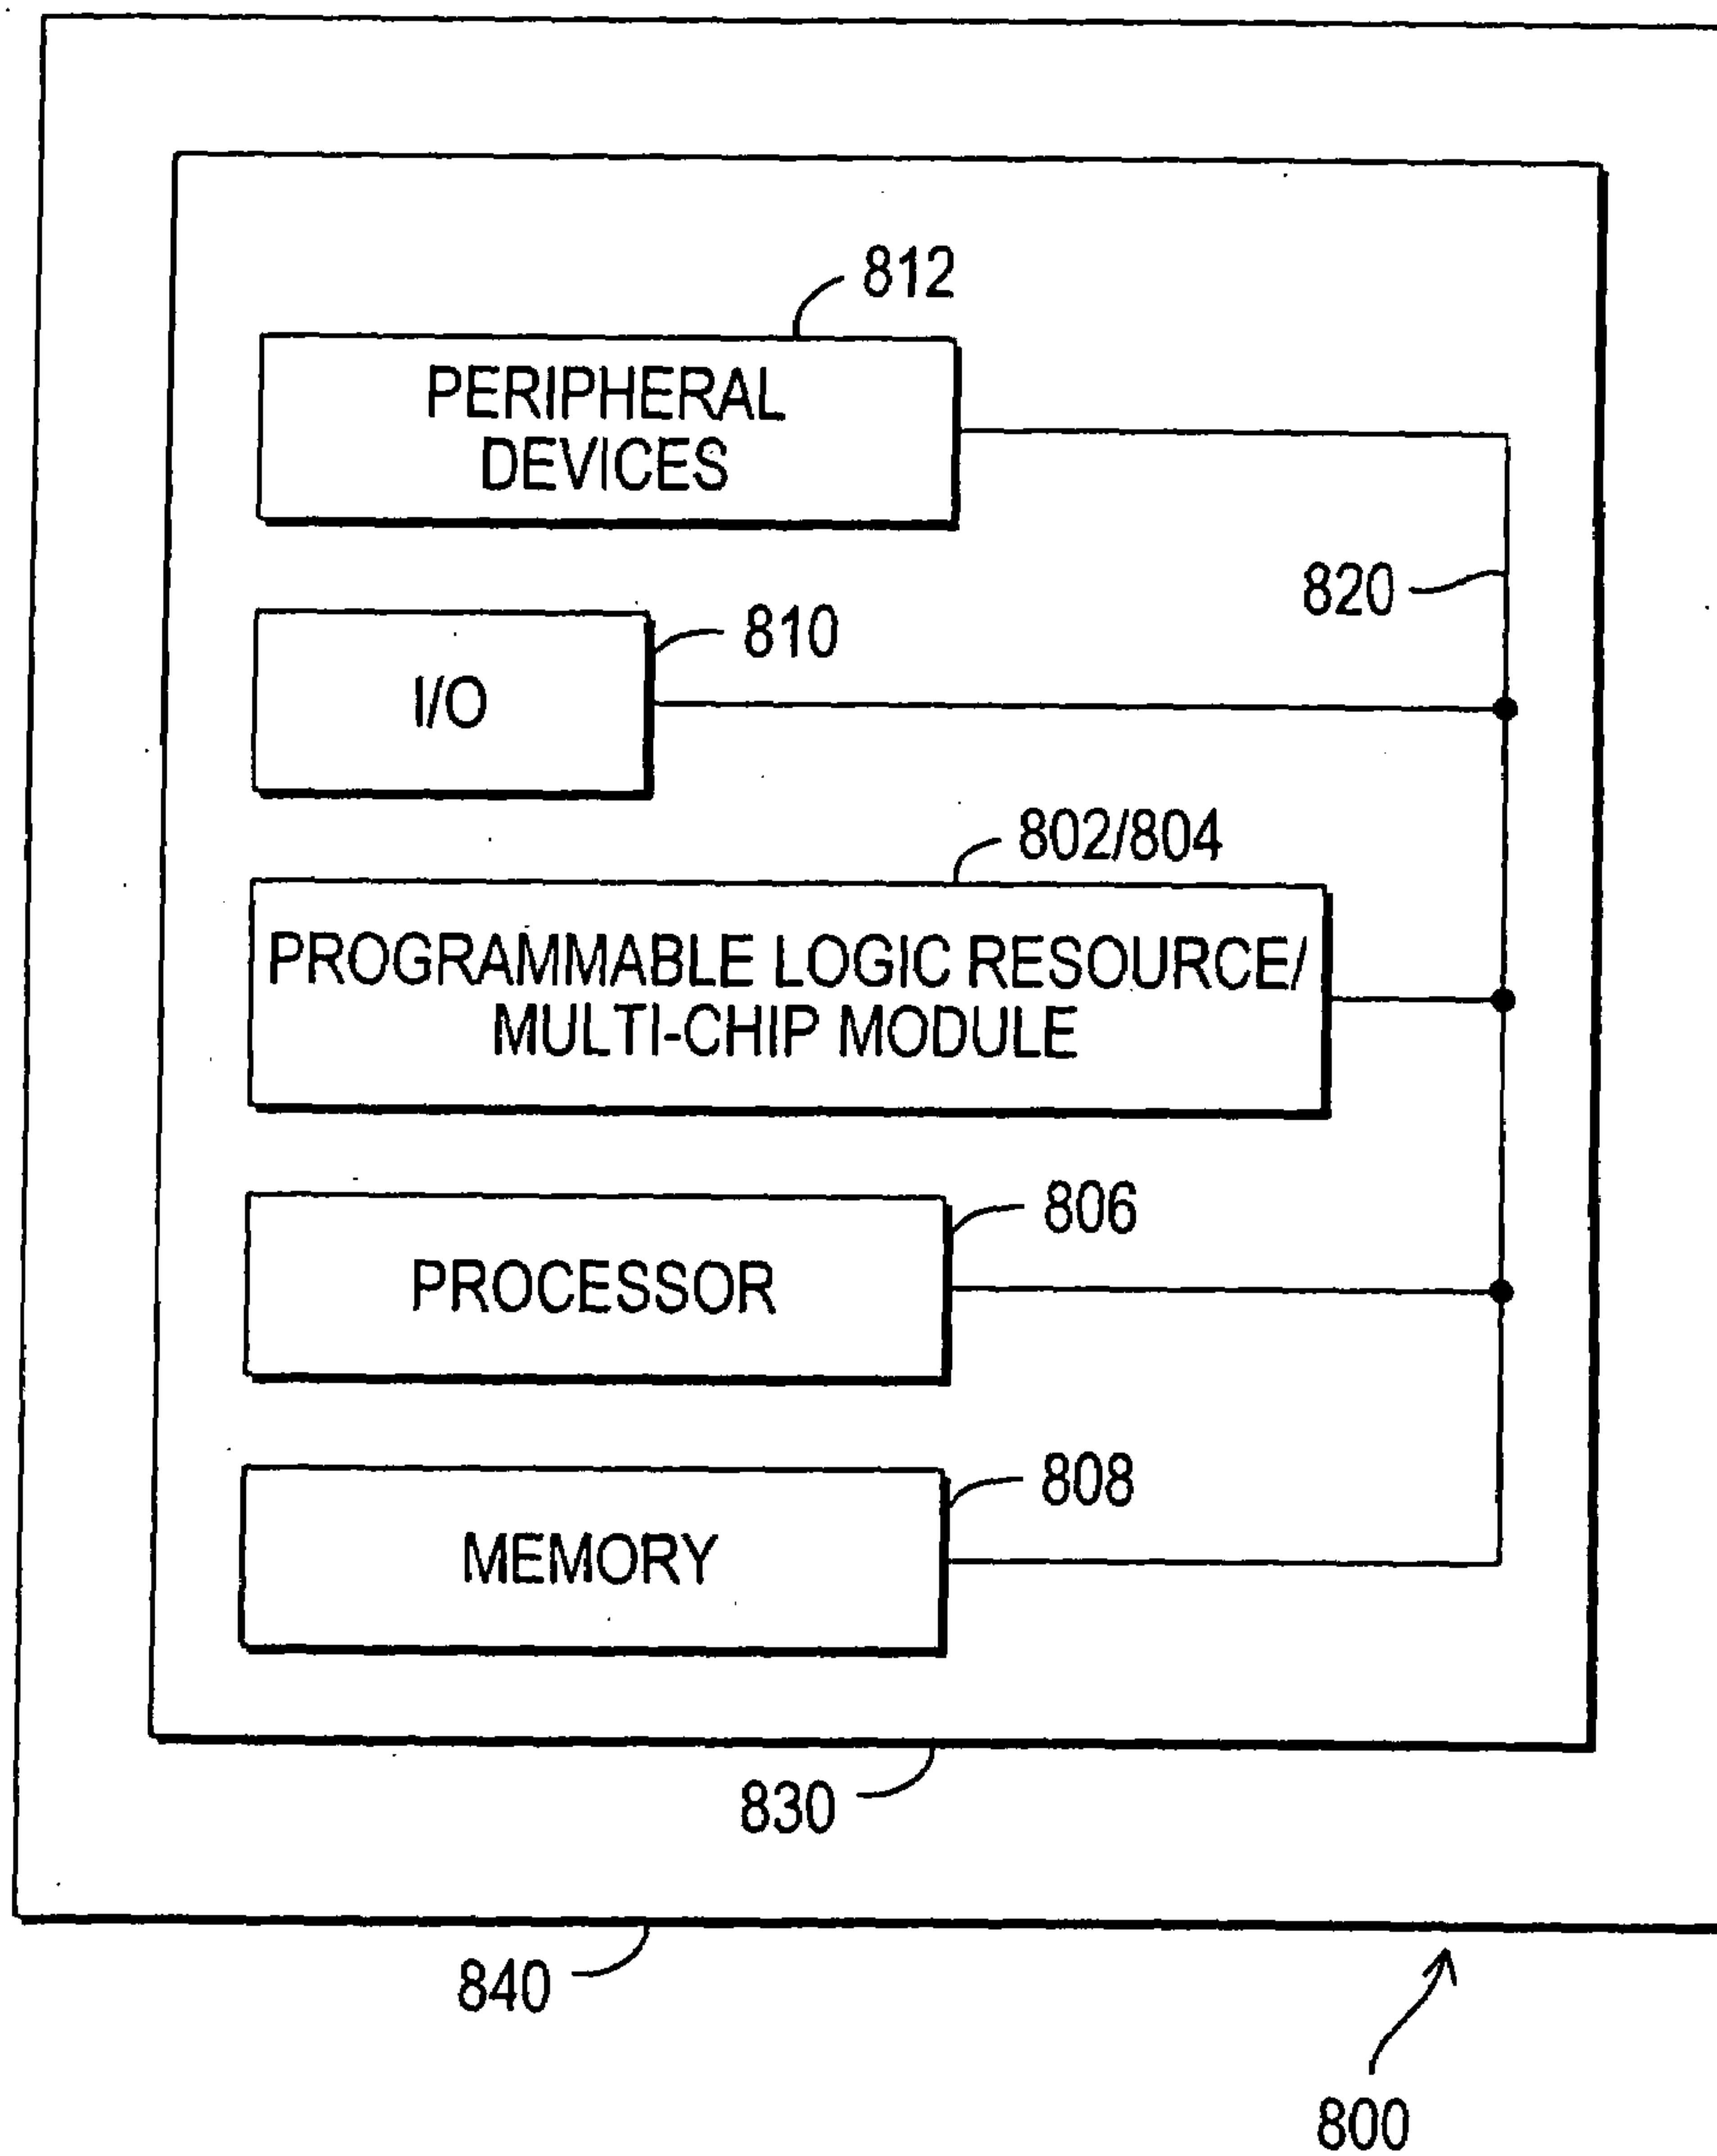 812
PERIPHERAL
DEVICES
820
810
I/O
802/804
PROGRAMMABLE LOGIC RESOURCE/
MULTI-CHIP MODULE
806
PROCESSOR
808
MEMORY
830
840
800